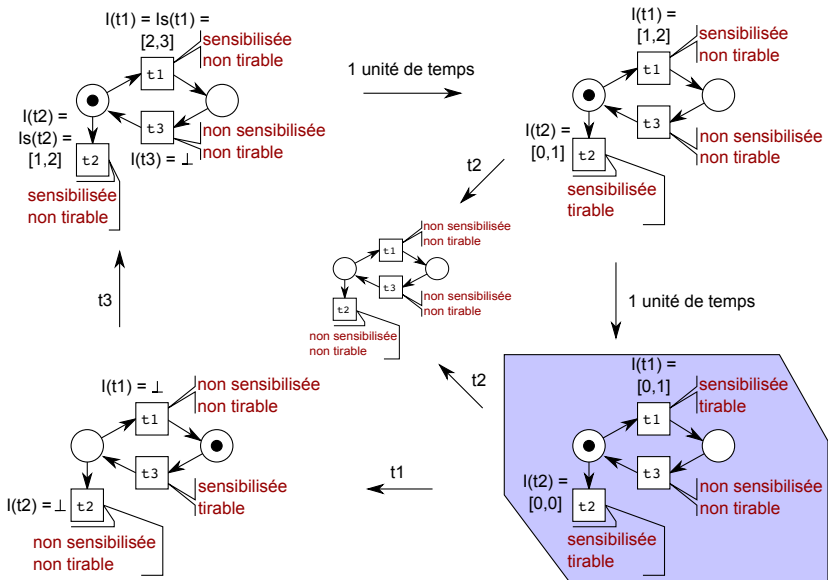 I(t1) = Is(t1) =
[2,3]
sensibilisée
non tirable
t1
I(t2) =
Is(t2) =
[1,2]
t3
non sensibilisée
non tirable
I(t3) = ⊥
t2
sensibilisée
non tirable
1 unité de temps
I(t1) =
[1,2]
sensibilisée
non tirable
t1
I(t2) =
[0,1]
t3
non sensibilisée
non tirable
t2
sensibilisée
tirable
t2
non sensibilisée
non tirable
t1
t3
non sensibilisée
non tirable
t2
non sensibilisée
non tirable
t3
1 unité de temps
t2
I(t1) = ⊥
non sensibilisée
non tirable
t1
t3
sensibilisée
tirable
I(t2) = ⊥
t2
non sensibilisée
non tirable
t1
I(t1) =
[0,1]
sensibilisée
tirable
t1
I(t2) =
[0,0]
t3
non sensibilisée
non tirable
t2
sensibilisée
tirable